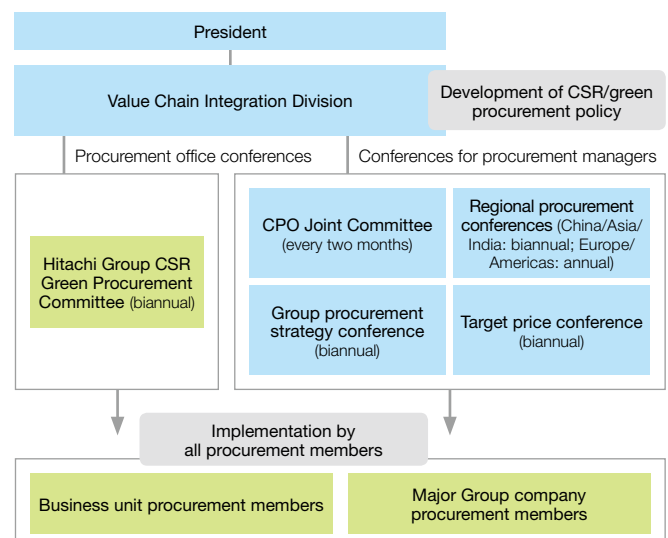 President
Value Chain Integration Division
Development of CSR/green
procurement policy
Procurement office conferences
Conferences for procurement managers
Hitachi Group CSR
Green Procurement
Committee (biannual)
CPO Joint Committee
(every two months)
Regional procurement
conferences (China/Asia/
India: biannual; Europe/
Americas: annual)
Group procurement
strategy conference
(biannual)
Target price conference
(biannual)
Implementation by
all procurement members
Business unit procurement members
Major Group company
procurement members